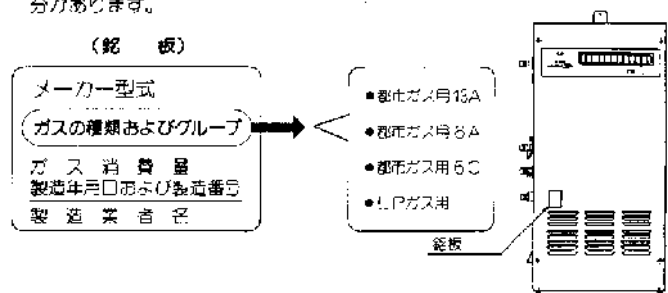 分があります。
（銘　板）
メーカー型式
ガスの種類およびグループ
ガス消費量
製造年月日および製造番号
製造業者名
●都市ガス用13A
●都市ガス用6A
●都市ガス用6C
●LPガス用
銘板